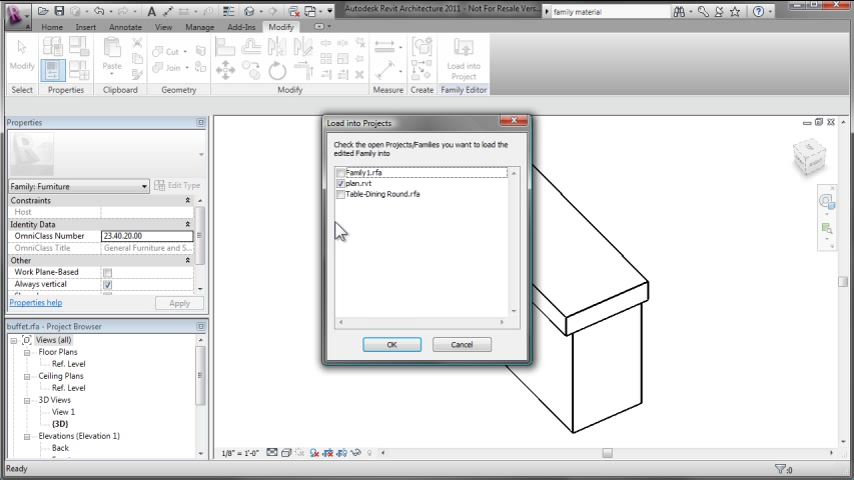 Autodesk Revit Architecture 2011 - Not For Resale Vers...
family material
Home Insert Annotate View Manage Add-Ins Modify
Modify
Paste
Cut
Join
Load into
Project
Select Properties Clipboard Geometry Modify Measure Create Family Editor
Properties
Family: Furniture
Edit Type
Constraints
Host
Identity Data
OmniClass Number 23.40.20.00
OmniClass Title General Furniture and S...
Other
Work Plane-Based
Always vertical
Properties help
Apply
buffet.rfa - Project Browser
Views (all)
Floor Plans
Ref. Level
Ceiling Plans
Ref. Level
3D Views
View 1
{3D}
Elevations (Elevation 1)
Back
Load into Projects
Check the open Projects/Families you want to load the
edited Family into
Family1.rfa
plan.rvt
Table-Dining Round.rfa
OK
Cancel
1/8" = 1'-0"
Ready
:0